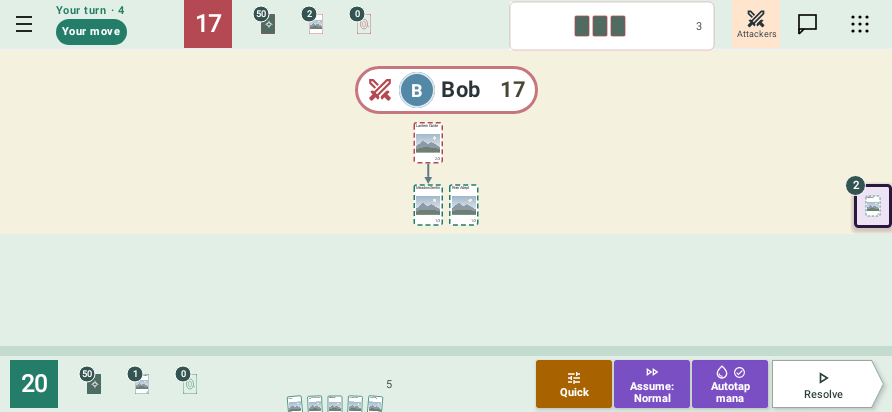 Your turn · 4
Your move
17
50
2
0
3
Attackers
B
Bob 17
2
20
50
1
0
5
Quick
Assume:
Normal
Autotap
mana
Resolve